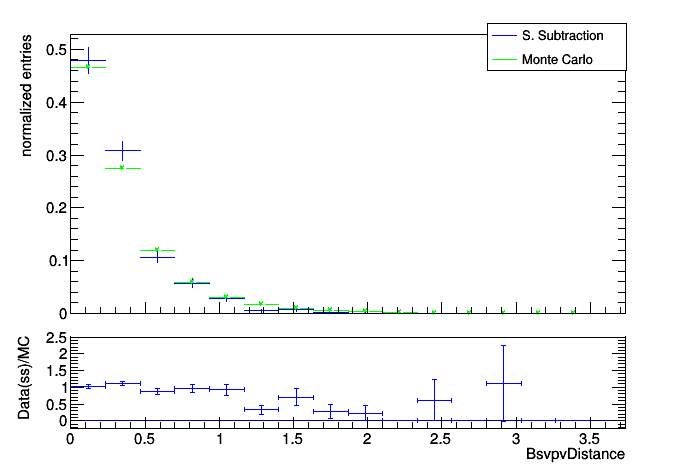 S. Subtraction
Monte Carlo
normalized entries
0.5
0.4
0.3
0.2
0.1
0
Data(ss)/MC
2.5
2
1.5
1
0.5
0
0 0.5 1 1.5 2 2.5 3 3.5
BsvpvDistance